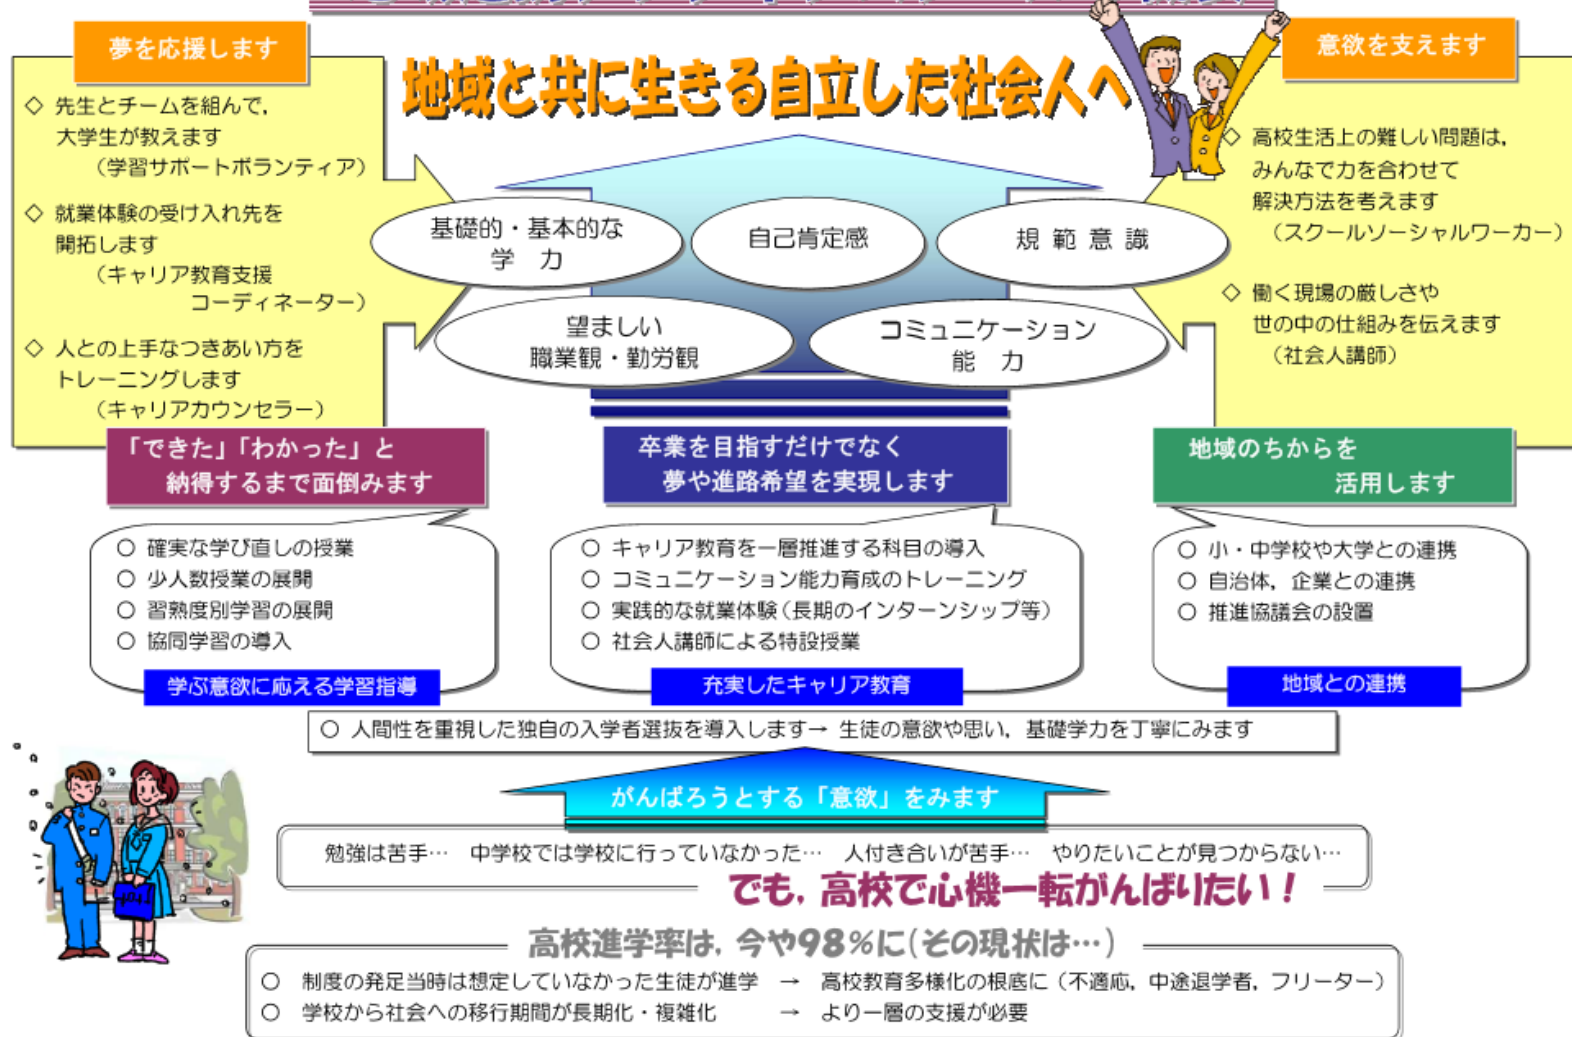 夢を応援します
意欲を支えます
地域と共に生きる自立した社会人へ
◇ 先生とチームを組んで，
大学生が教えます
（学習サポートボランティア）
◇ 就業体験の受け入れ先を
開拓します
（キャリア教育支援
コーディネーター）
◇ 人との上手なつきあい方を
トレーニングします
（キャリアカウンセラー）
基礎的・基本的な
学　力
自己肯定感
規 範 意 識
望ましい
職業観・勤労観
コミュニケーション
能　力
◇ 高校生活上の難しい問題は，
みんなで力を合わせて
解決方法を考えます
（スクールソーシャルワーカー）
◇ 働く現場の厳しさや
世の中の仕組みを伝えます
（社会人講師）
「できた」「わかった」と
納得するまで面倒みます
○ 確実な学び直しの授業
○ 少人数授業の展開
○ 習熟度別学習の展開
○ 協同学習の導入
学ぶ意欲に応える学習指導
卒業を目指すだけでなく
夢や進路希望を実現します
○ キャリア教育を一層推進する科目の導入
○ コミュニケーション能力育成のトレーニング
○ 実践的な就業体験（長期のインターンシップ等）
○ 社会人講師による特設授業
充実したキャリア教育
地域のちからを
活用します
○ 小・中学校や大学との連携
○ 自治体，企業との連携
○ 推進協議会の設置
地域との連携
○ 人間性を重視した独自の入学者選抜を導入します→ 生徒の意欲や思い，基礎学力を丁寧にみます
がんばろうとする「意欲」をみます
勉強は苦手… 中学校では学校に行っていなかった… 人付き合いが苦手… やりたいことが見つからない…
でも，高校で心機一転がんばりたい！
高校進学率は，今や98％に（その現状は…）
○ 制度の発足当時は想定していなかった生徒が進学 → 高校教育多様化の根底に（不適応，中途退学者，フリーター）
○ 学校から社会への移行期間が長期化・複雑化 → より一層の支援が必要